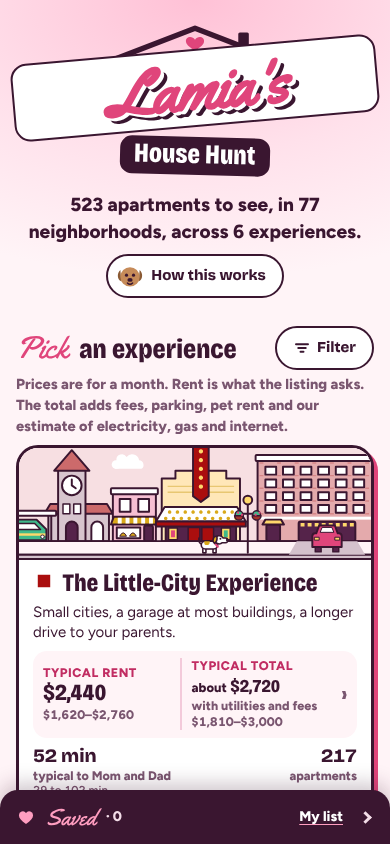 Lamia's
House Hunt
523 apartments to see, in 77
neighborhoods, across 6 experiences.
How this works
Pick an experience
Filter
Prices are for a month. Rent is what the listing asks.
The total adds fees, parking, pet rent and our
estimate of electricity, gas and internet.
The Little-City Experience
Small cities, a garage at most buildings, a longer
drive to your parents.
TYPICAL RENT
$2,440
$1,620–$2,760
TYPICAL TOTAL
about $2,720
with utilities and fees
$1,810–$3,000
52 min
typical to Mom and Dad
217
apartments
Saved · 0
My list